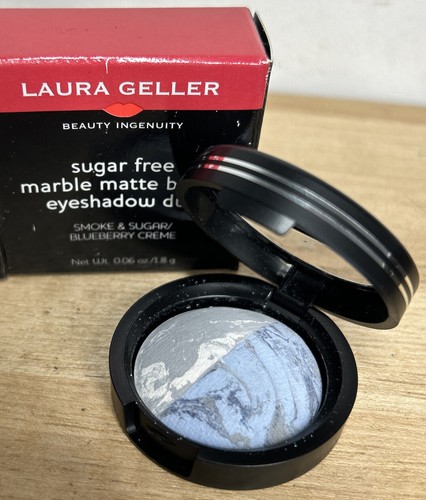 LAURA GELLER
BEAUTY INGENUITY
sugar free
marble matte b
eyeshadow du
SMOKE & SUGAR/
BLUEBERRY CREME
Net Wt. 0.06 oz/1.8 g